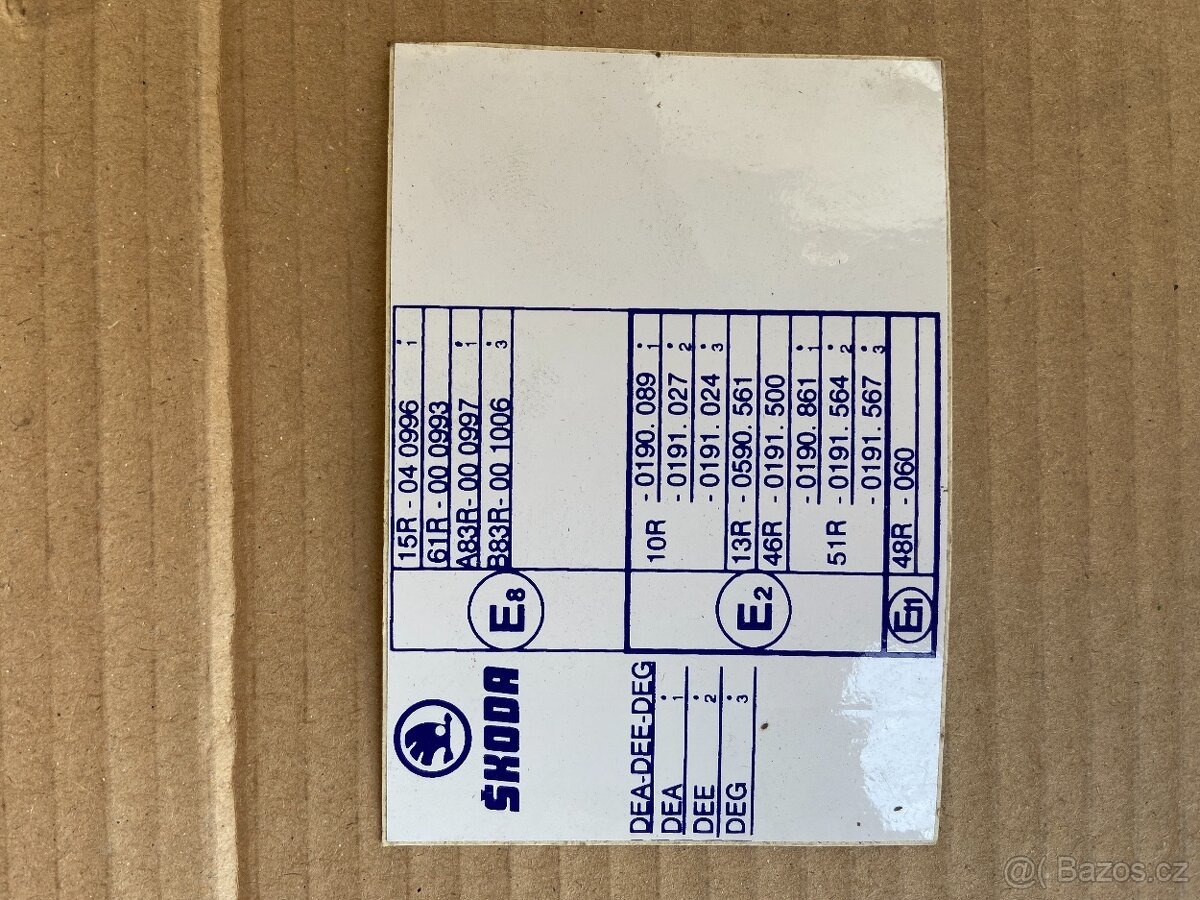 ŠKODA
DEA-DEE-DEG
DEA •1
DEE •2
DEG •3
E8
15R - 04 0996 •1
61R - 00 0993
A83R - 00 0997 •1
B83R - 00 1006 •3
E2
10R - 0190. 089 •1
- 0191. 027 •2
- 0191. 024 •3
13R - 0590. 561
46R - 0191. 500
51R - 0190. 861 •1
- 0191. 564 •2
- 0191. 567 •3
E11
48R - 060
@( Bazos.cz